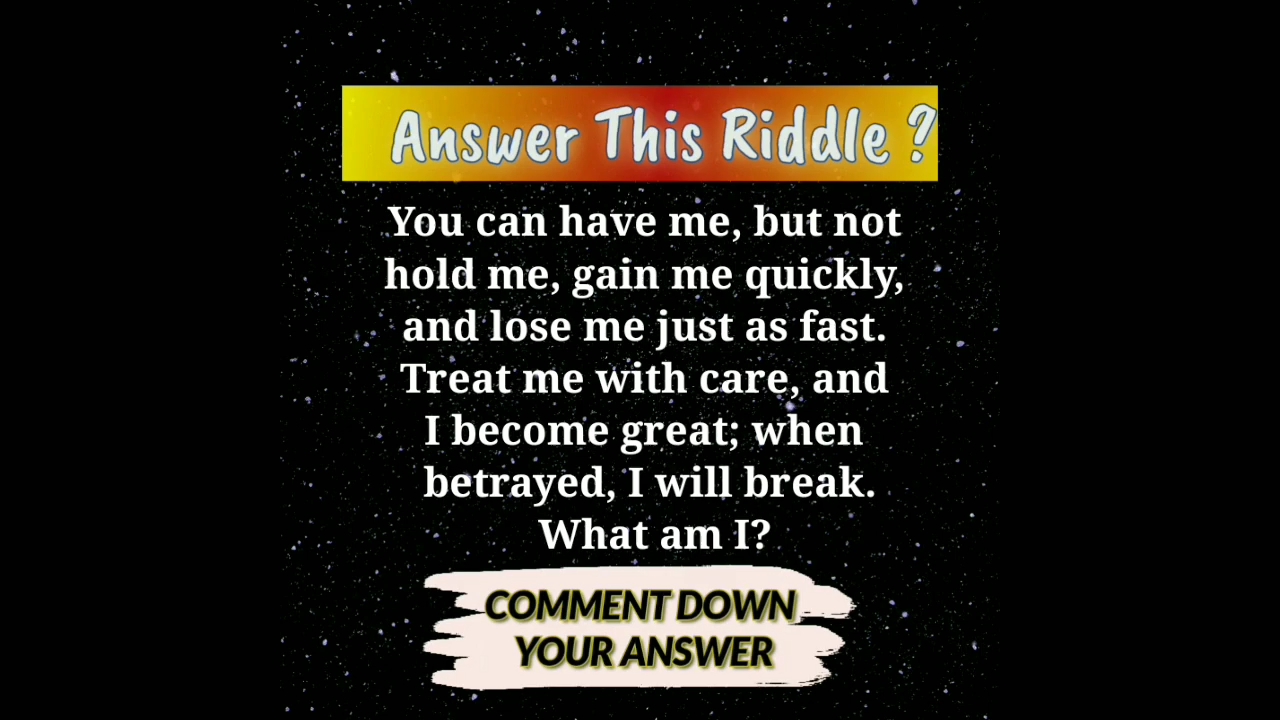 Answer This Riddle ?
You can have me, but not
hold me, gain me quickly,
and lose me just as fast.
Treat me with care, and
I become great; when
betrayed, I will break.
What am I?
COMMENT DOWN
YOUR ANSWER